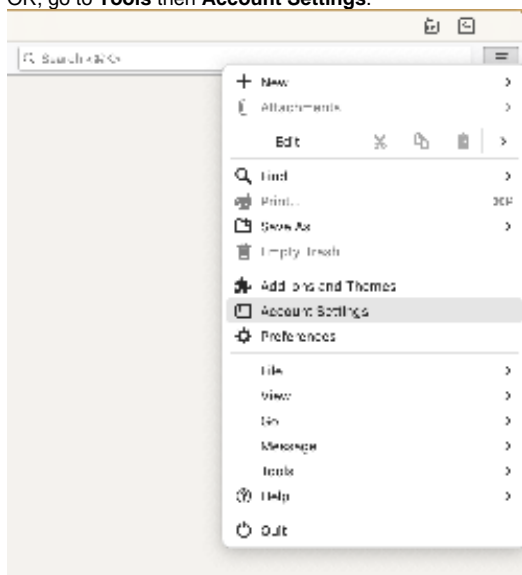 OR, go to Tools then Account Settings.
Search <⌘K>
New
Attachments
Edit
Find
Print...
⌘P
Save As
Empty Trash
Add-ons and Themes
Account Settings
Preferences
File
View
Go
Message
Tools
Help
Quit